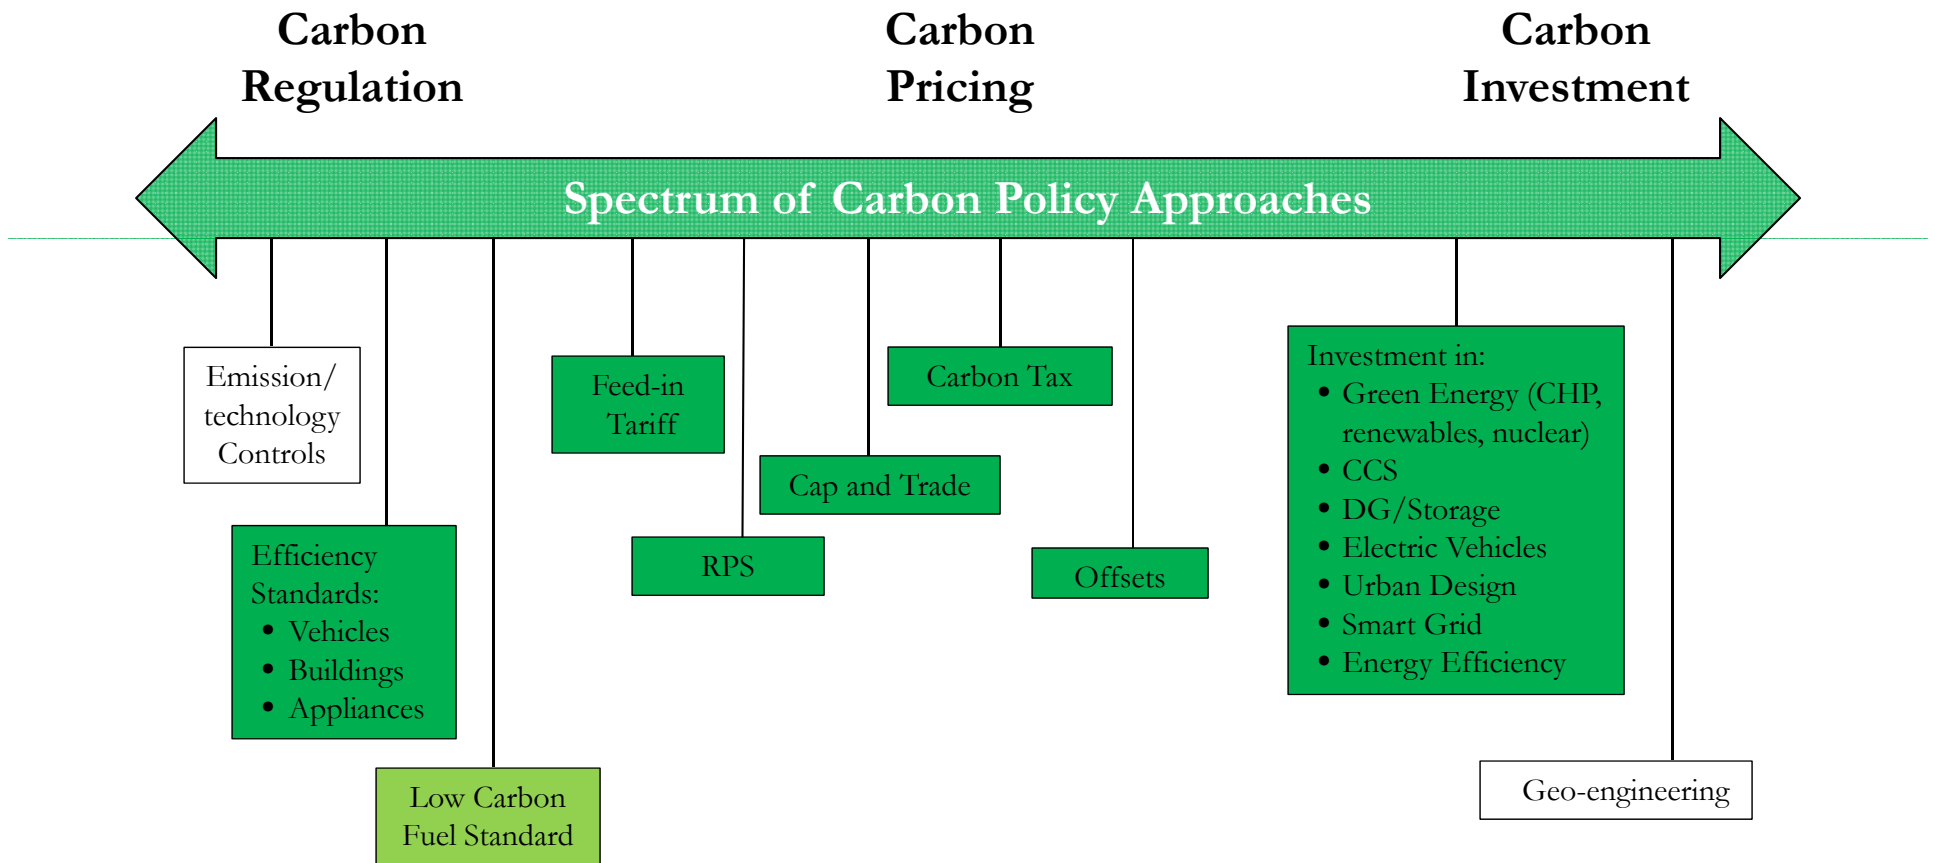 Carbon
Regulation
Carbon
Pricing
Carbon
Investment
Spectrum of Carbon Policy Approaches
Emission/
technology
Controls
Efficiency
Standards:
• Vehicles
• Buildings
• Appliances
Low Carbon
Fuel Standard
Feed-in
Tariff
RPS
Cap and Trade
Carbon Tax
Offsets
Investment in:
• Green Energy (CHP,
renewables, nuclear)
• CCS
• DG/Storage
• Electric Vehicles
• Urban Design
• Smart Grid
• Energy Efficiency
Geo-engineering